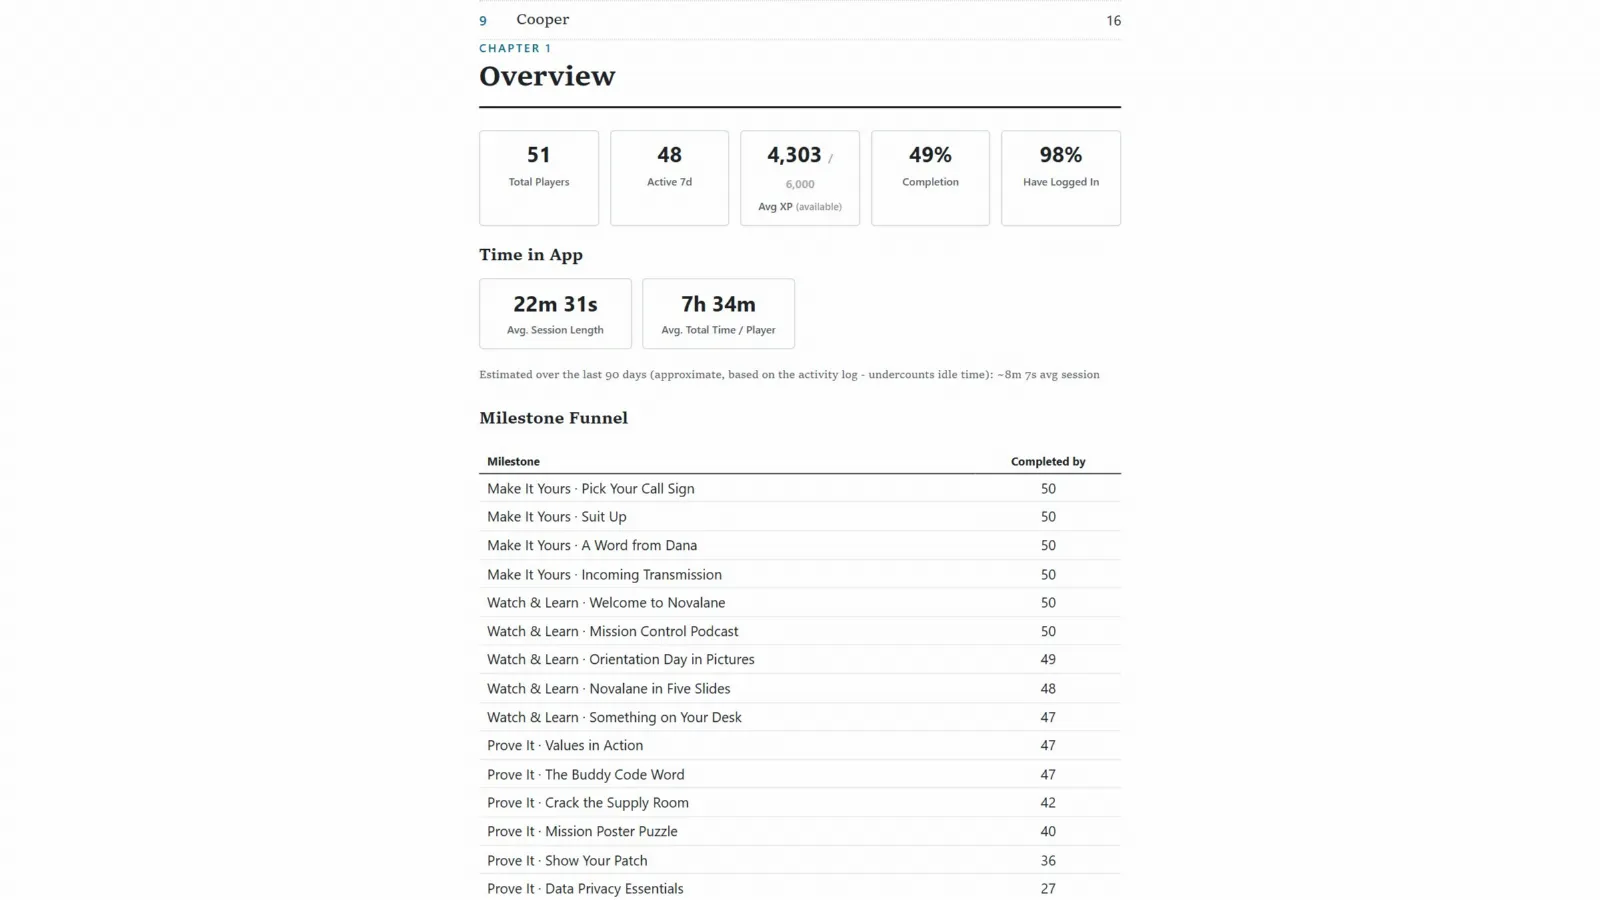 9 Cooper 16
CHAPTER 1
Overview
51 48 4,303 / 49% 98%
6,000
Total Players Active 7d Avg XP (available) Completion Have Logged In
Time in App
22m 31s 7h 34m
Avg. Session Length Avg. Total Time / Player
Estimated over the last 90 days (approximate, based on the activity log - undercounts idle time): ~8m 7s avg session
Milestone Funnel
Milestone Completed by
Make It Yours · Pick Your Call Sign 50
Make It Yours · Suit Up 50
Make It Yours · A Word from Dana 50
Make It Yours · Incoming Transmission 50
Watch & Learn · Welcome to Novalane 50
Watch & Learn · Mission Control Podcast 50
Watch & Learn · Orientation Day in Pictures 49
Watch & Learn · Novalane in Five Slides 48
Watch & Learn · Something on Your Desk 47
Prove It · Values in Action 47
Prove It · The Buddy Code Word 47
Prove It · Crack the Supply Room 42
Prove It · Mission Poster Puzzle 40
Prove It · Show Your Patch 36
Prove It · Data Privacy Essentials 27